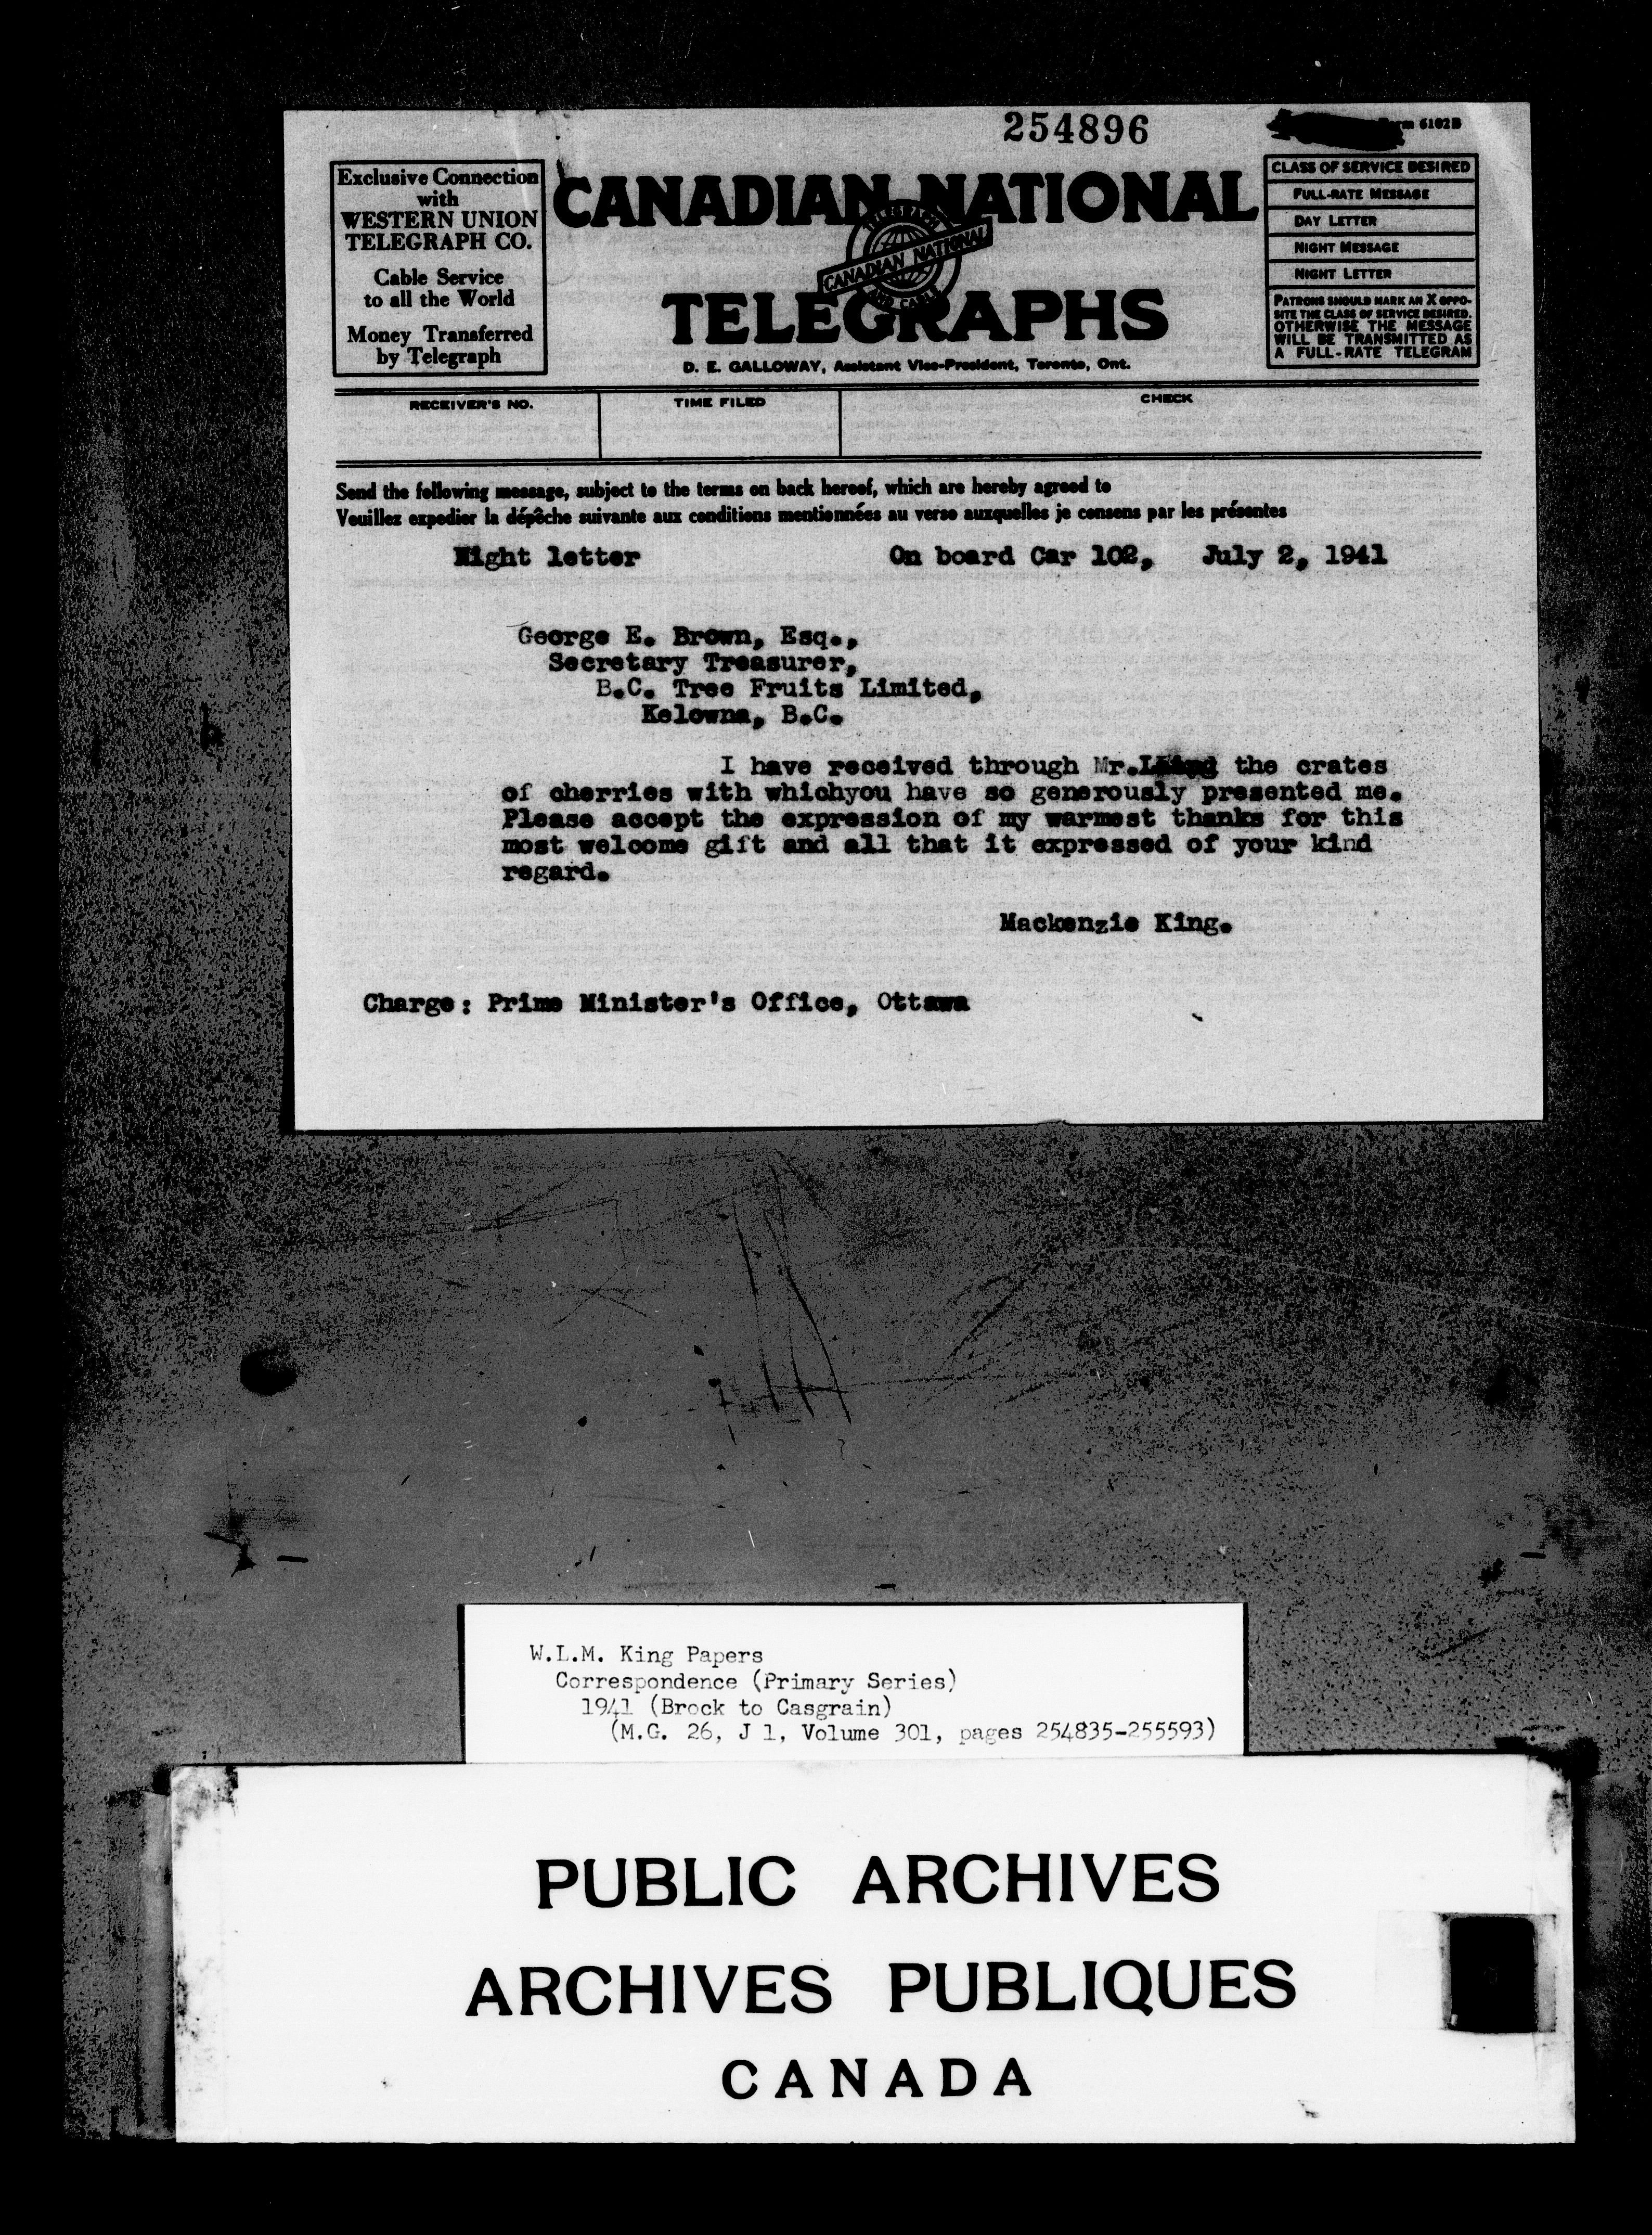 254896
Form 6102B
Exclusive Connection
with
WESTERN UNION
TELEGRAPH CO.
Cable Service
to all the World
Money Transferred
by Telegraph
CANADIAN NATIONAL
TELEGRAPH
CANADIAN NATIONAL
AND CABLE
TELEGRAPHS
D. E. GALLOWAY, Assistant Vice-President, Toronto, Ont.
CLASS OF SERVICE DESIRED
FULL-RATE MESSAGE
DAY LETTER
NIGHT MESSAGE
NIGHT LETTER
PATRONS SHOULD MARK AN X OPPO-
SITE THE CLASS OF SERVICE DESIRED.
OTHERWISE THE MESSAGE
WILL BE TRANSMITTED AS
A FULL-RATE TELEGRAM
RECEIVER'S NO. TIME FILED CHECK
Send the following message, subject to the terms on back hereof, which are hereby agreed to
Veuillez expedier la dépêche suivante aux conditions mentionnées au verso auxquelles je consens par les présentes
Night letter On board Car 102, July 2, 1941
George E. Brown, Esq.,
Secretary Treasurer,
B.C. Tree Fruits Limited,
Kelowna, B.C.
I have received through Mr. the crates
of cherries with whichyou have so generously presented me.
Please accept the expression of my warmest thanks for this
most welcome gift and all that it expressed of your kind
regard.
Mackenzie King.
Charge: Prime Minister's Office, Ottawa
W.L.M. King Papers
Correspondence (Primary Series)
1941 (Brock to Casgrain)
(M.G. 26, J 1, Volume 301, pages 254835-255593)
PUBLIC ARCHIVES
ARCHIVES PUBLIQUES
CANADA